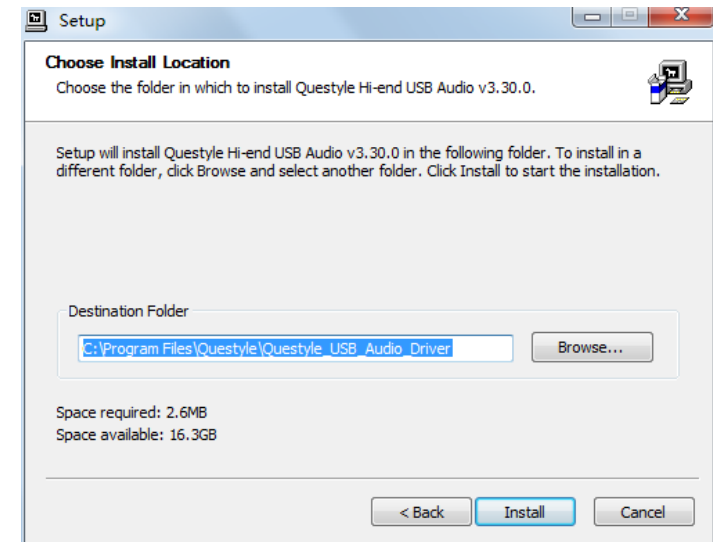 Setup
Choose Install Location
Choose the folder in which to install Questyle Hi-end USB Audio v3.30.0.
Setup will install Questyle Hi-end USB Audio v3.30.0 in the following folder. To install in a
different folder, click Browse and select another folder. Click Install to start the installation.
Destination Folder
C:\Program Files\Questyle\Questyle_USB_Audio_Driver
Browse...
Space required: 2.6MB
Space available: 16.3GB
< Back
Install
Cancel